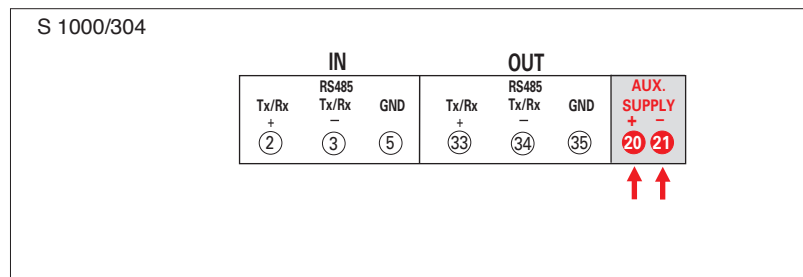 S 1000/304
IN OUT
RS485 RS485 AUX.
Tx/Rx Tx/Rx GND Tx/Rx Tx/Rx GND SUPPLY
+ – + – + –
2 3 5 33 34 35 20 21